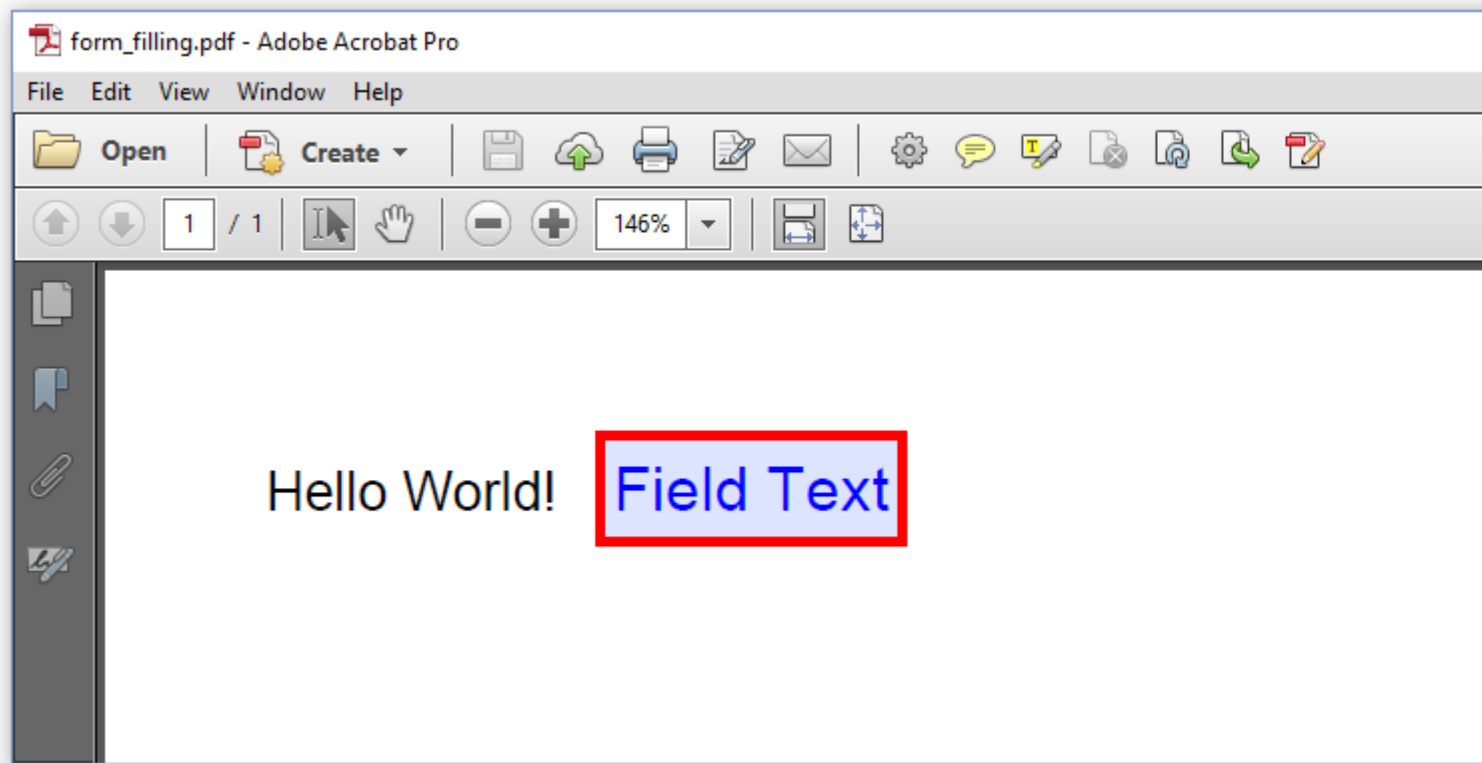 form_filling.pdf - Adobe Acrobat Pro
File Edit View Window Help
Open Create
1 / 1 146%
Hello World! Field Text